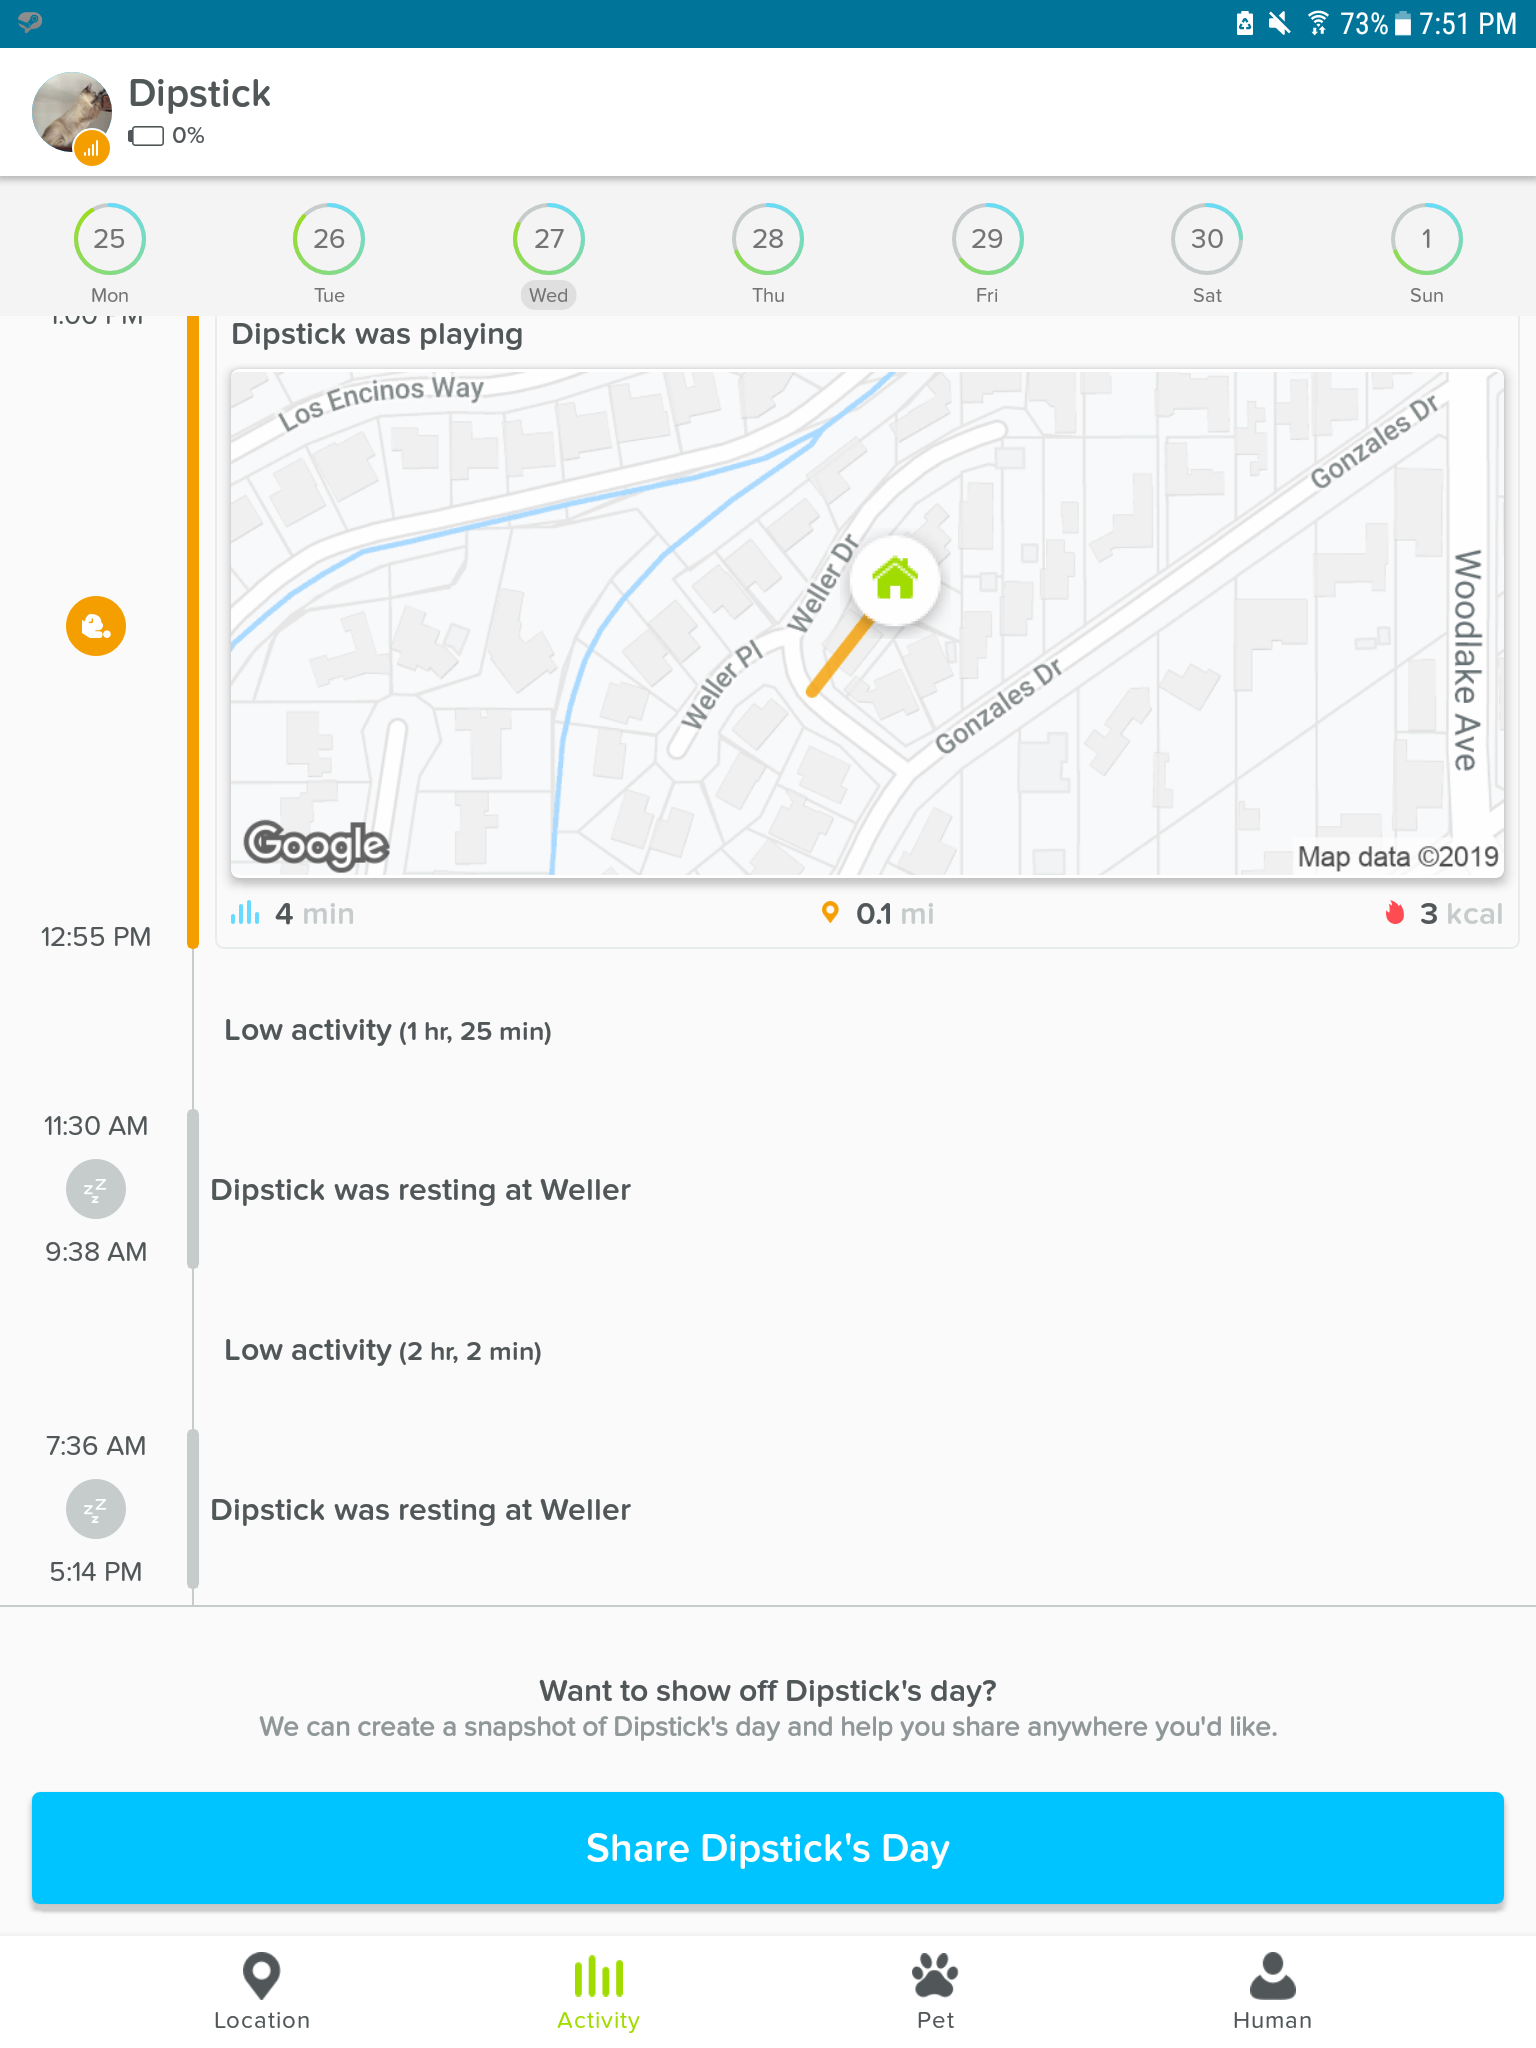 73% 7:51 PM
Dipstick
0%
25 26 27 28 29 30 1
Mon Tue Wed Thu Fri Sat Sun
1:00 PM
Dipstick was playing
Los Encinos Way
Gonzales Dr
Weller Dr
Woodlake Ave
Weller Pl
Gonzales Dr
Google
Map data ©2019
4 min 0.1 mi 3 kcal
12:55 PM
Low activity (1 hr, 25 min)
11:30 AM
Dipstick was resting at Weller
9:38 AM
Low activity (2 hr, 2 min)
7:36 AM
zzz
Dipstick was resting at Weller
5:14 PM
Want to show off Dipstick's day?
We can create a snapshot of Dipstick's day and help you share anywhere you'd like.
Share Dipstick's Day
Location Activity Pet Human